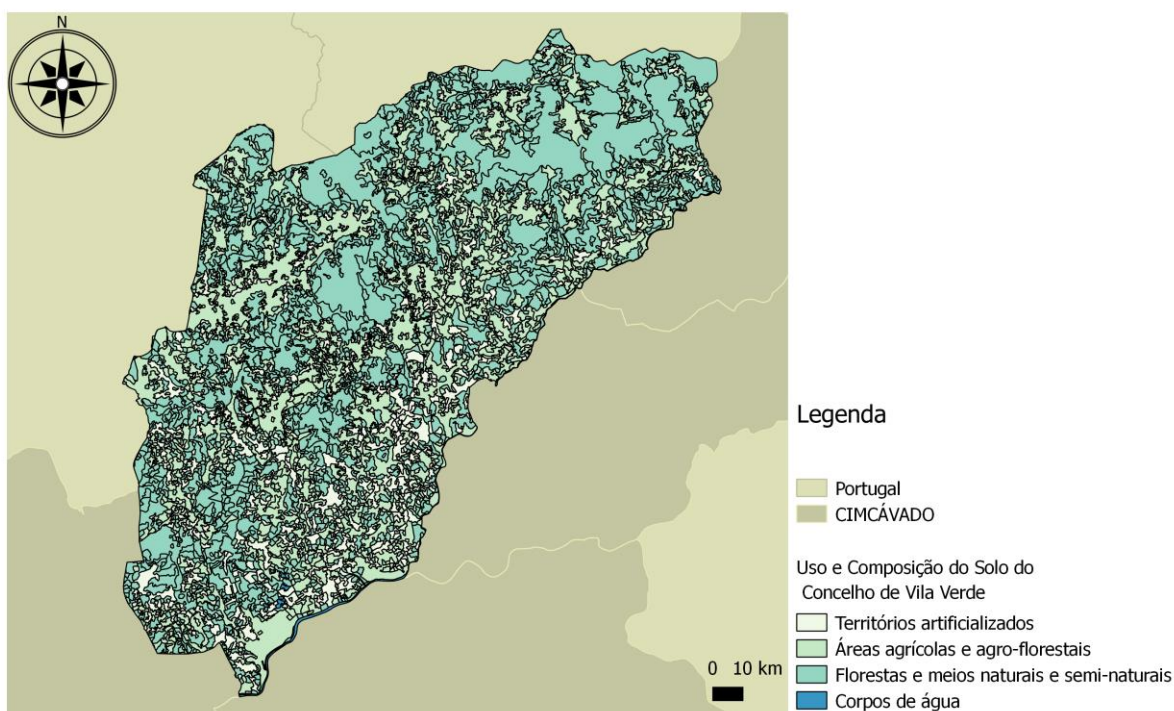 N
Legenda
Portugal
CIMCÁVADO
Uso e Composição do Solo do
Concelho de Vila Verde
Territórios artificializados
Áreas agrícolas e agro-florestais
Florestas e meios naturais e semi-naturais
Corpos de água
0 10 km